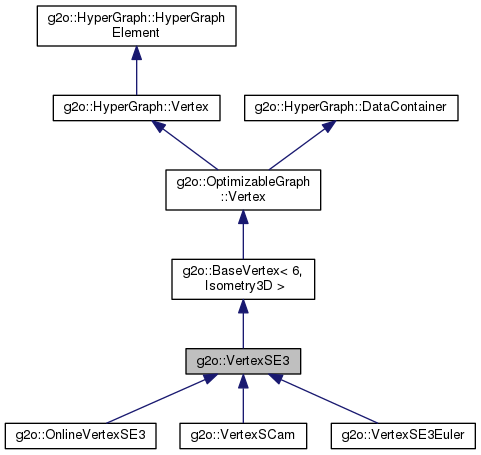 g2o::HyperGraph::HyperGraph
Element
g2o::HyperGraph::Vertex
g2o::HyperGraph::DataContainer
g2o::OptimizableGraph
::Vertex
g2o::BaseVertex< 6,
Isometry3D >
g2o::VertexSE3
g2o::OnlineVertexSE3
g2o::VertexSCam
g2o::VertexSE3Euler